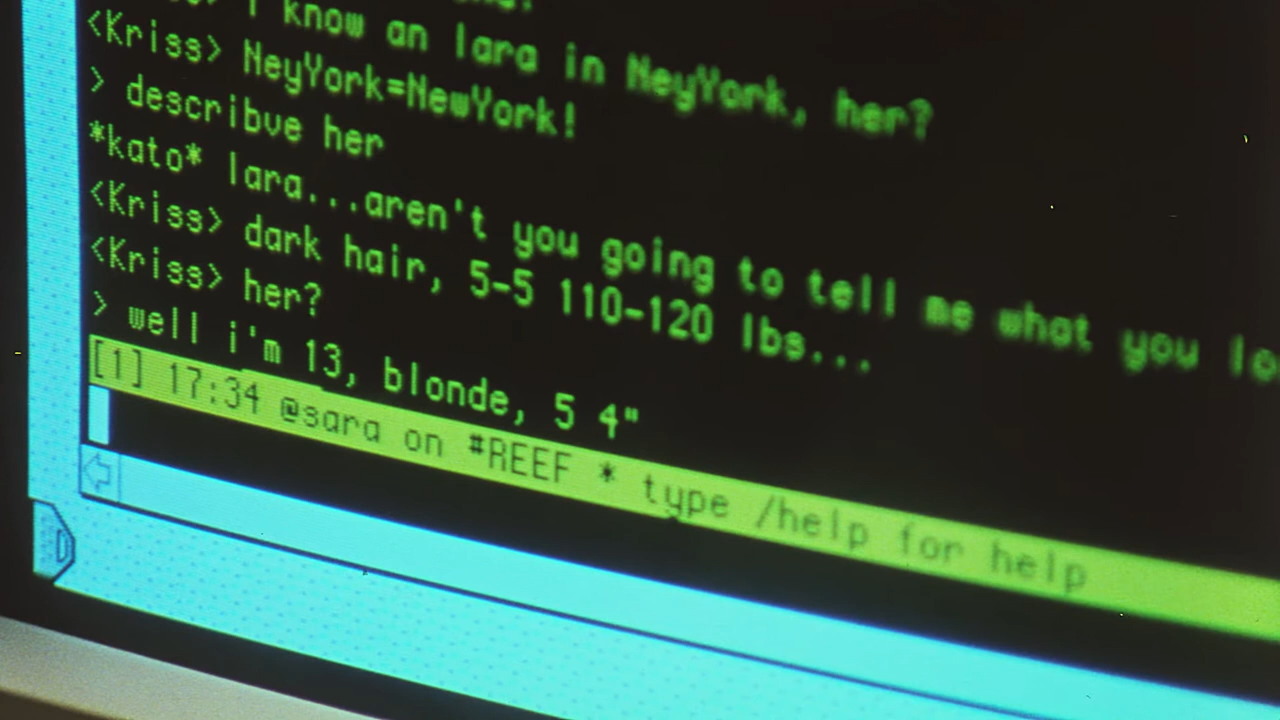 I know an lara in NeyYork, her?
<Kriss> NeyYork=NewYork!
> describve her
*kato* lara...aren't you going to tell me what you lo
<Kriss> dark hair, 5-5 110-120 lbs...
<Kriss> her?
> well i'm 13, blonde, 5 4"
[1] 17:34 @sara on #REEF * type /help for help